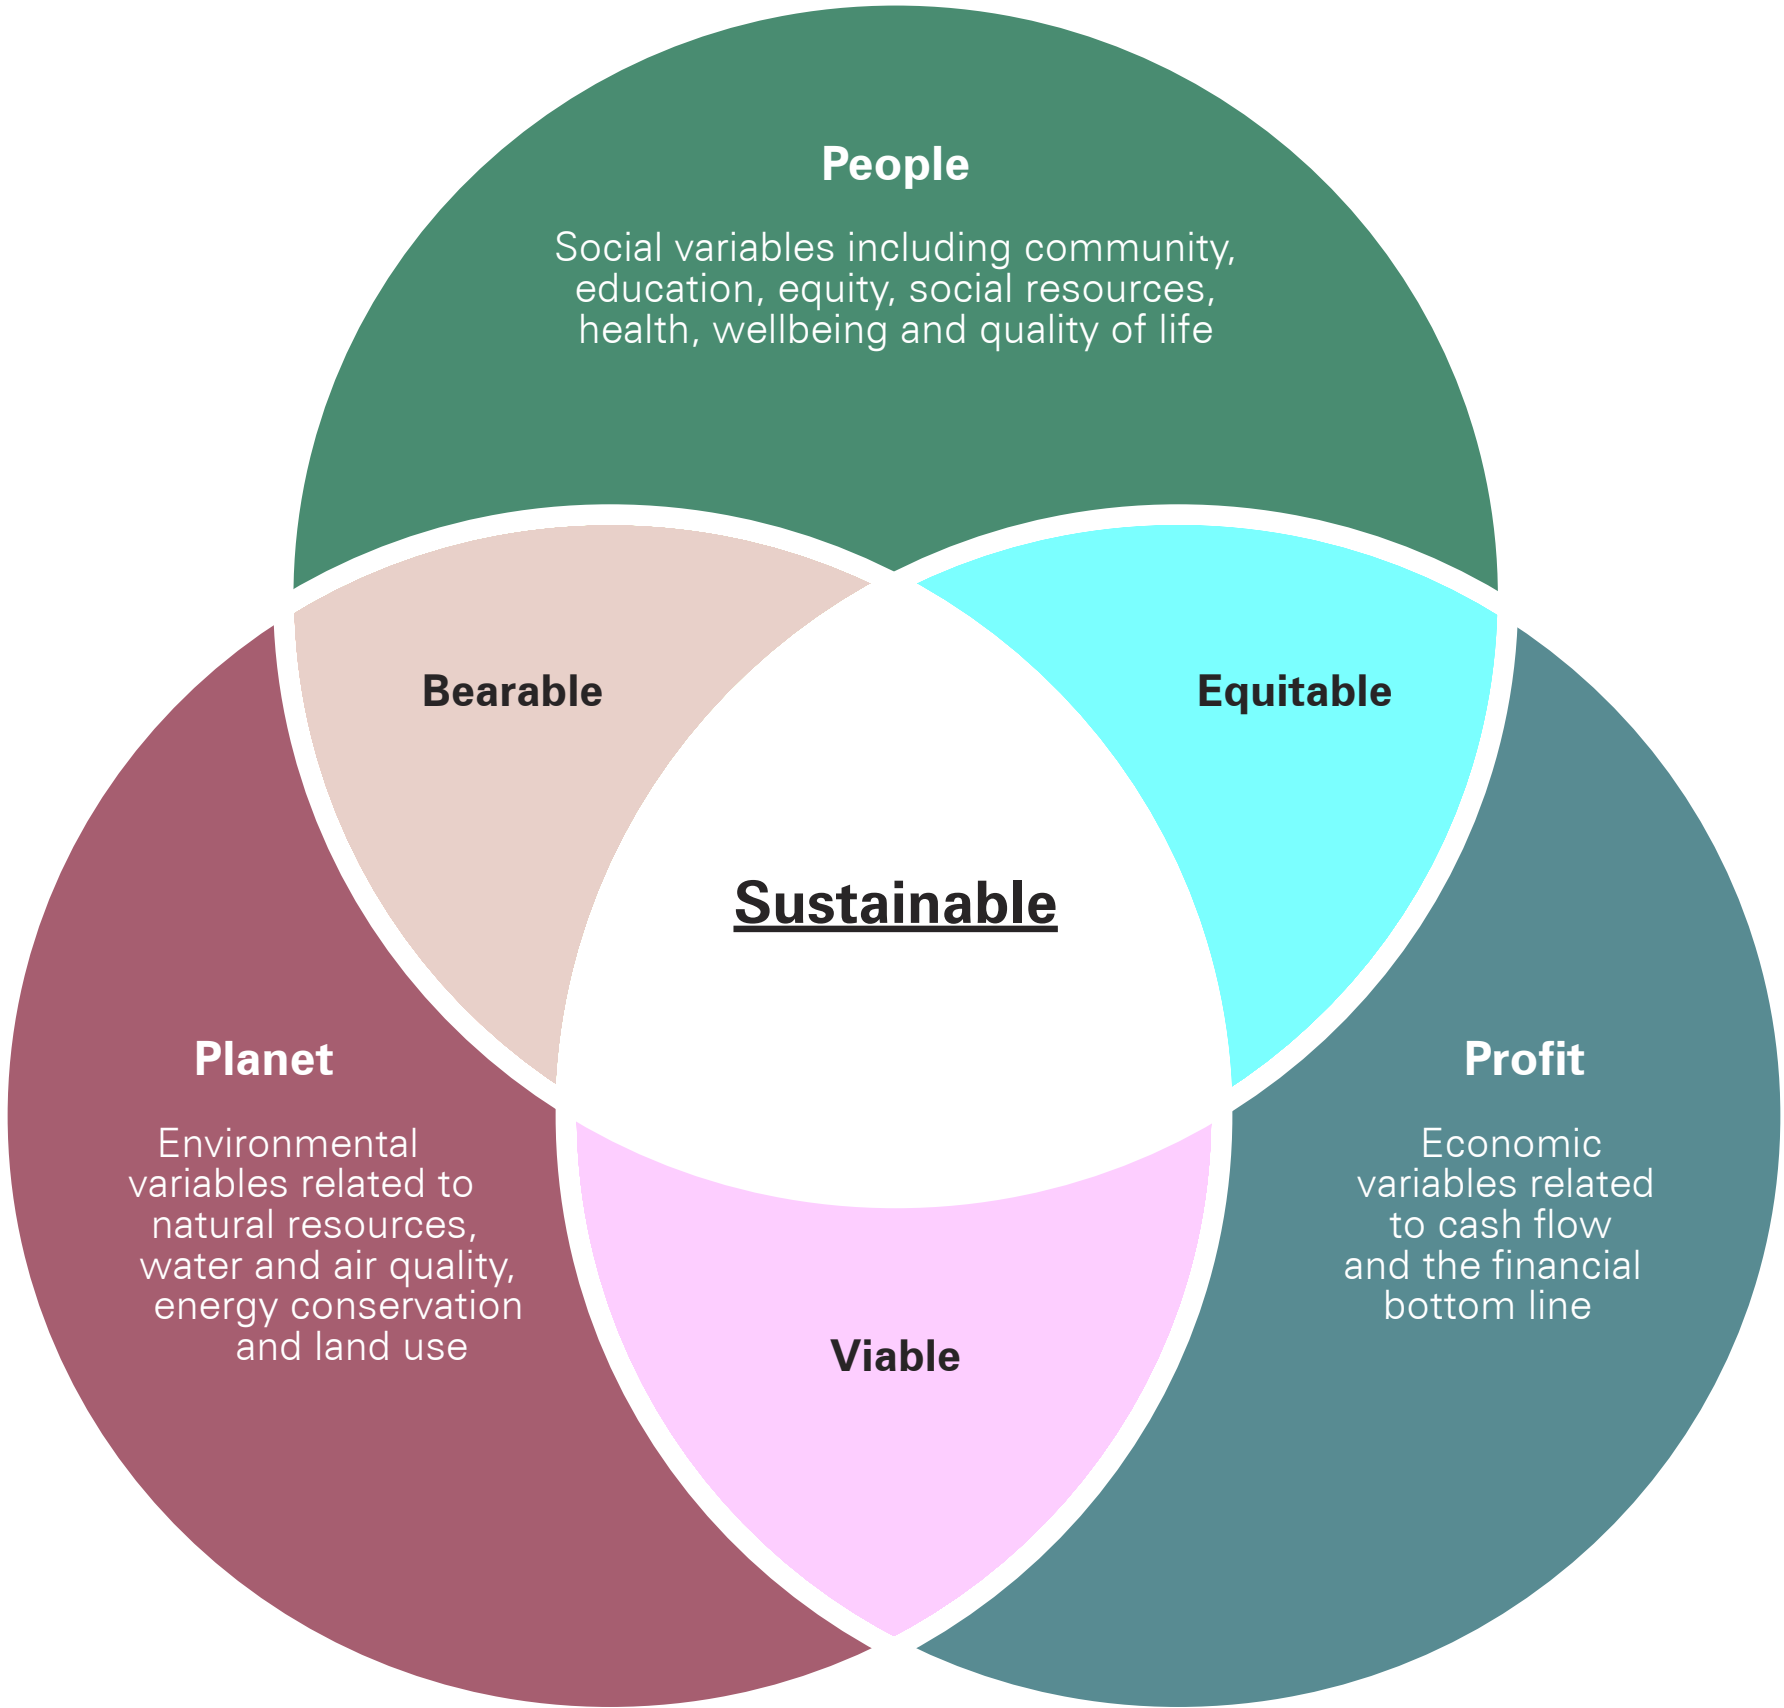 People
Social variables including community,
education, equity, social resources,
health, wellbeing and quality of life
Bearable
Equitable
Sustainable
Planet
Environmental
variables related to
natural resources,
water and air quality,
energy conservation
and land use
Profit
Economic
variables related
to cash flow
and the financial
bottom line
Viable